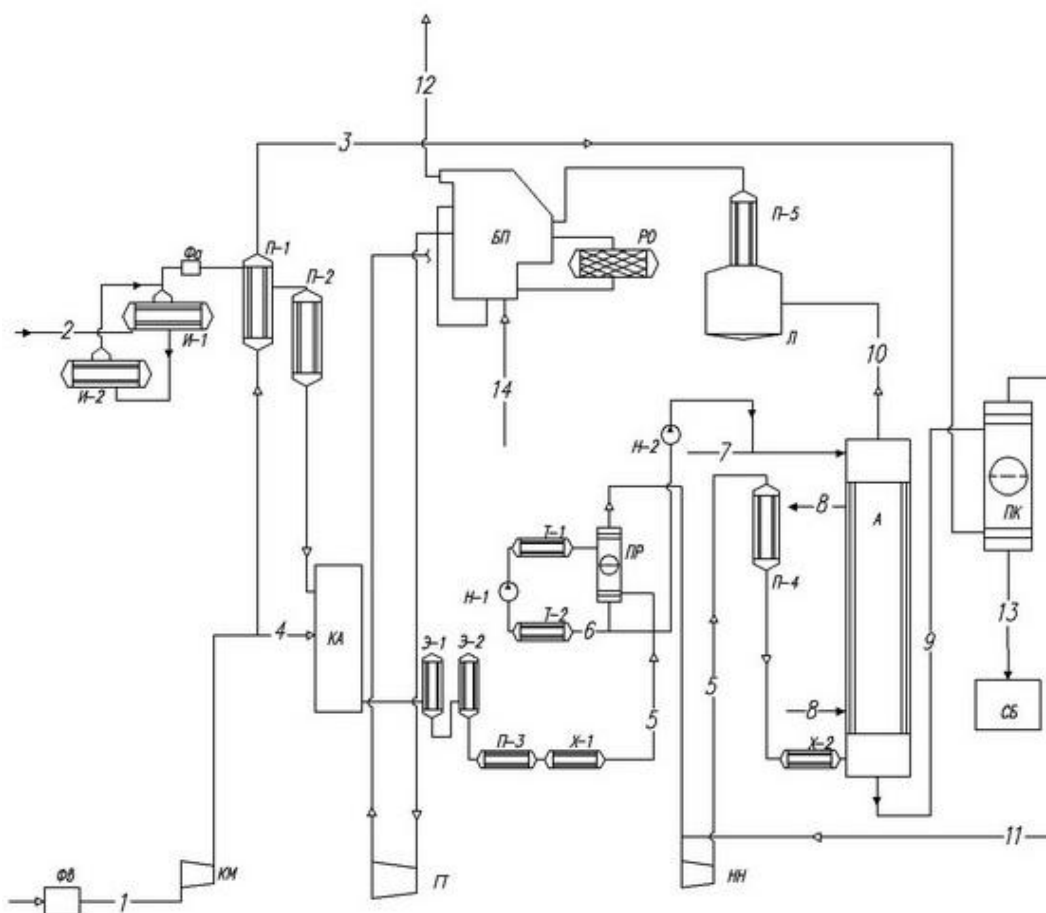 12
3
П-5
БП
РО
Фа
П-1
П-2
2
И-1
И-2
Л
10
14
Н-2
7
8
А
ПК
Т-1
ПР
П-4
Н-1
Т-2
6
9
13
4
КА
Э-1
Э-2
5
5
8
СБ
П-3
Х-1
Х-2
11
ФВ
1
КМ
ГТ
НН